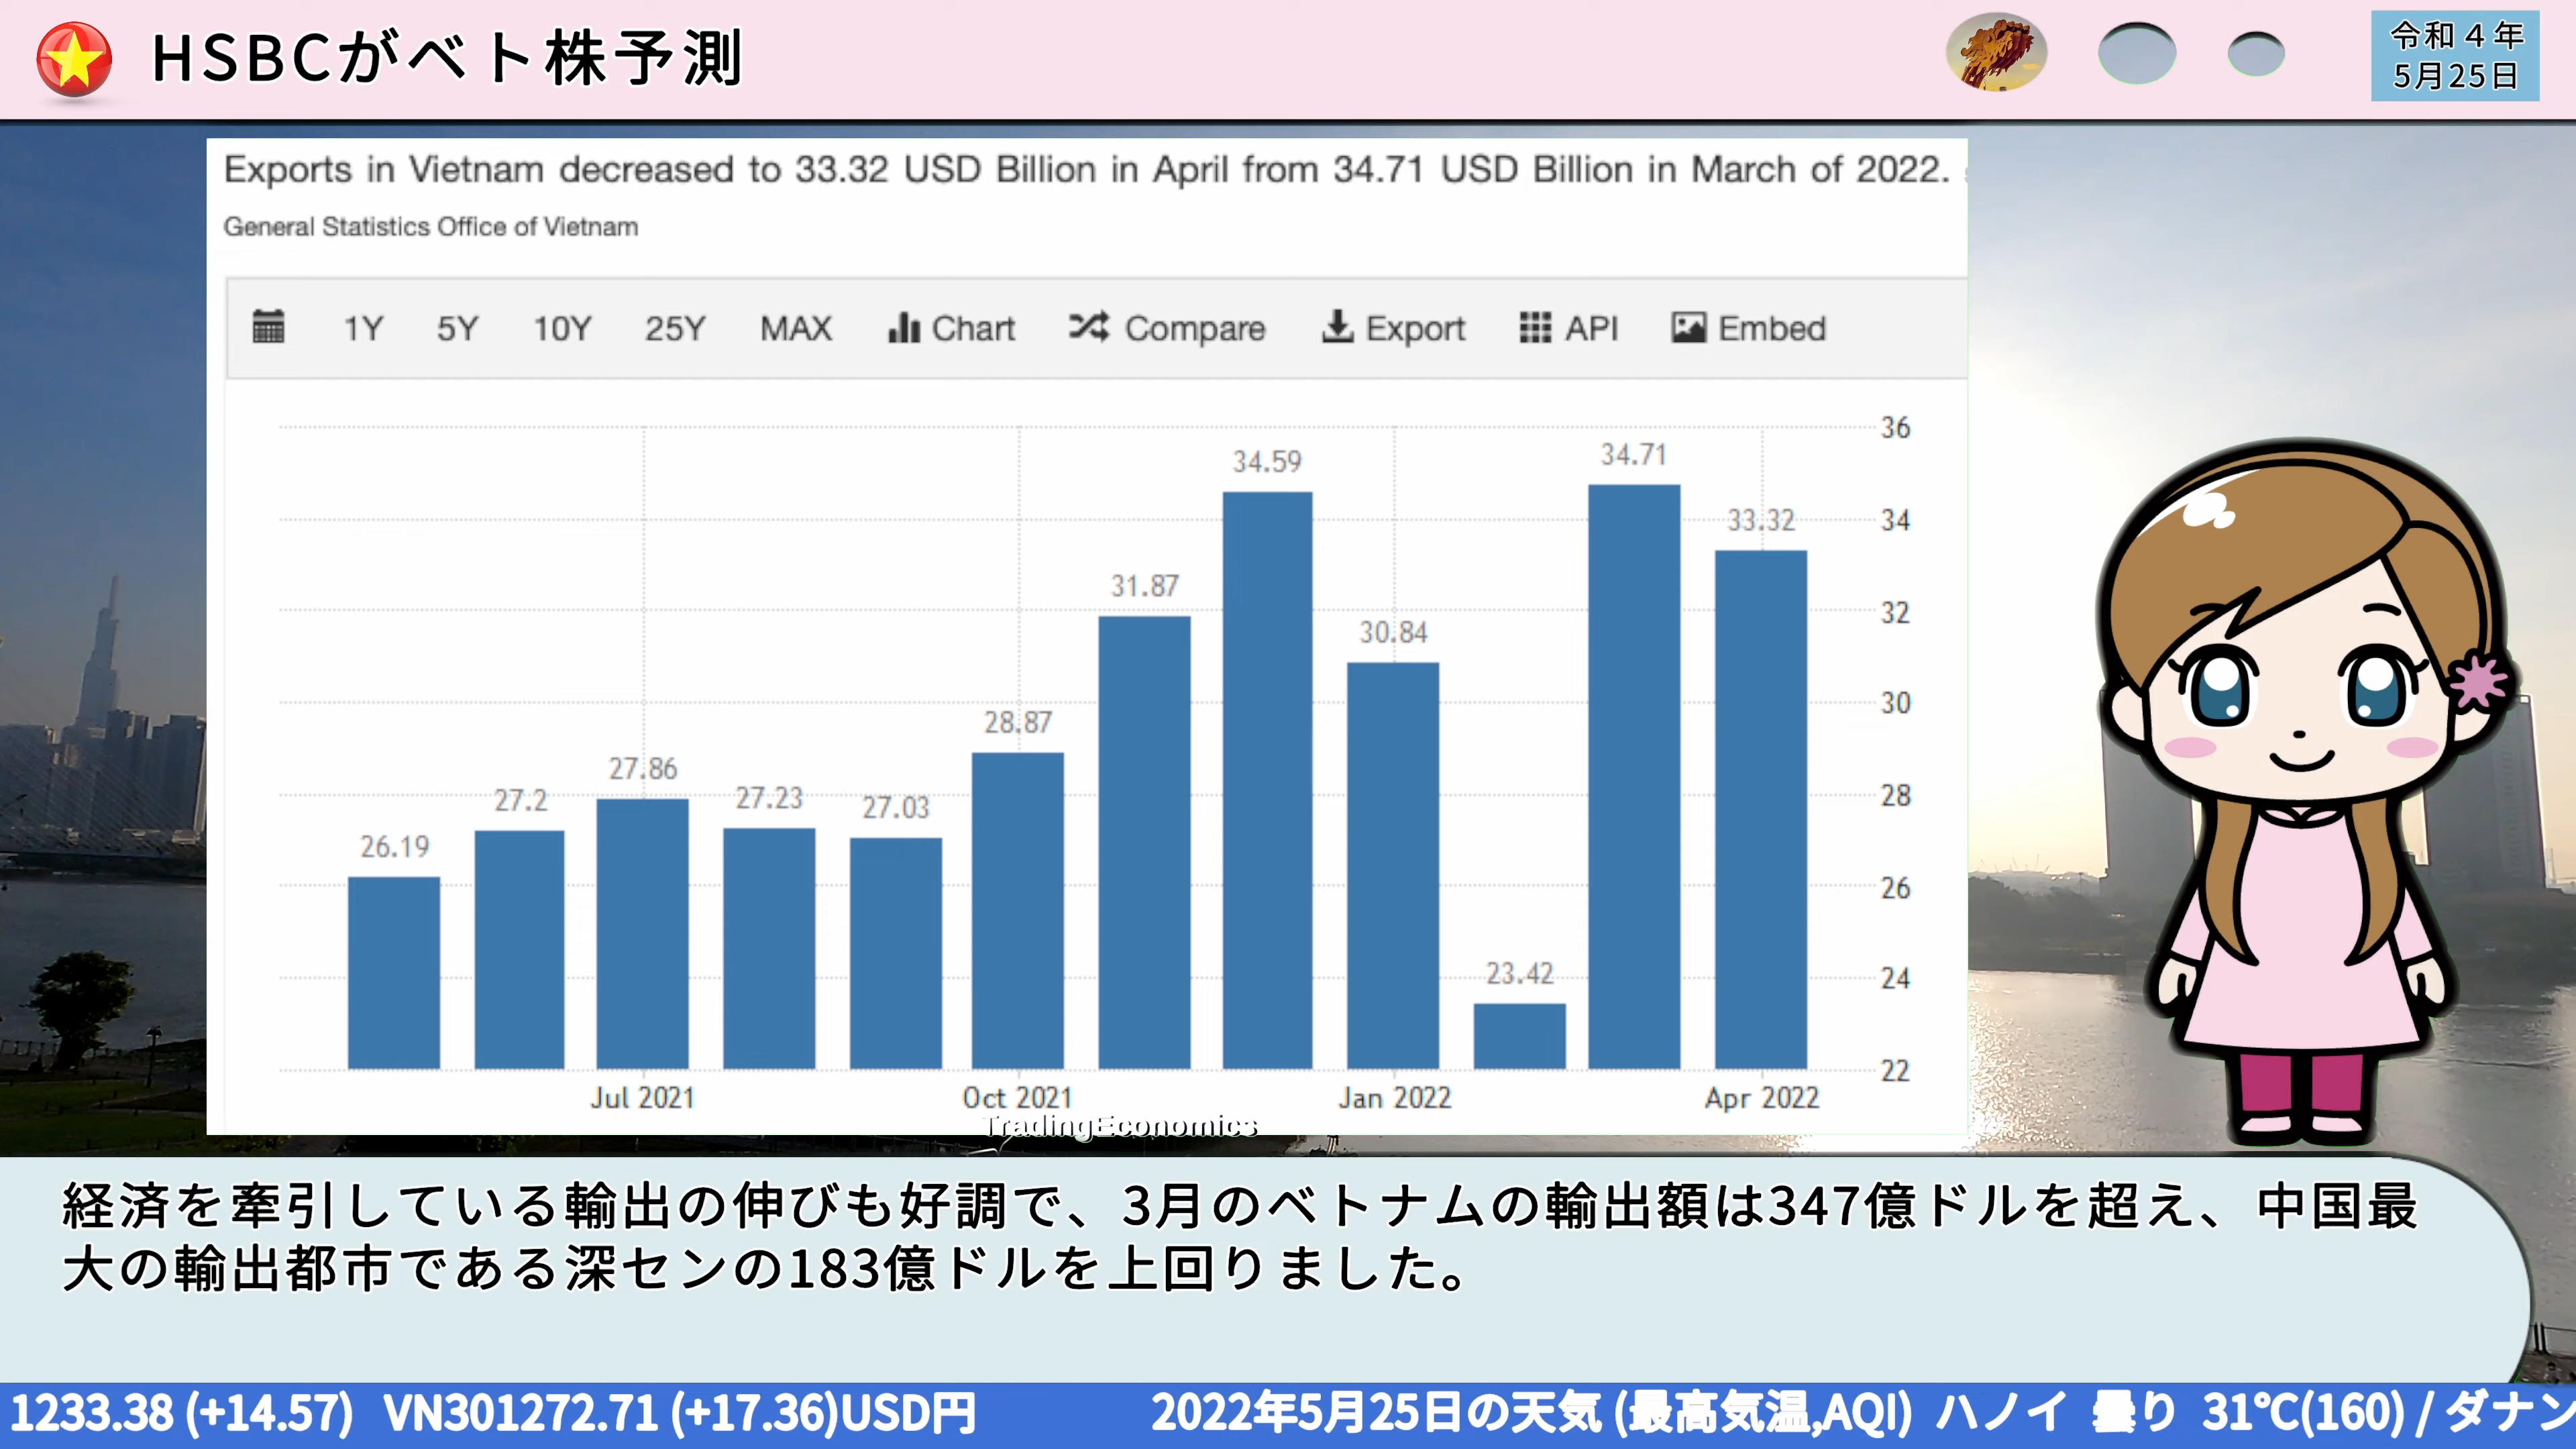 HSBCがベト株予測
令和４年
5月25日
Exports in Vietnam decreased to 33.32 USD Billion in April from 34.71 USD Billion in March of 2022.
General Statistics Office of Vietnam
1Y 5Y 10Y 25Y MAX Chart Compare Export API Embed
36
34.71
34.59
33.32
34
31.87
32
30.84
30
28.87
28
27.86
27.2
27.23
27.03
26.19
26
24
23.42
22
Jul 2021 Oct 2021 Jan 2022 Apr 2022
TradingEconomics
経済を牽引している輸出の伸びも好調で、3月のベトナムの輸出額は347億ドルを超え、中国最
大の輸出都市である深センの183億ドルを上回りました。
1233.38 (+14.57) VN301272.71 (+17.36)USD円 2022年5月25日の天気 (最高気温,AQI) ハノイ 曇り 31℃(160) / ダナン